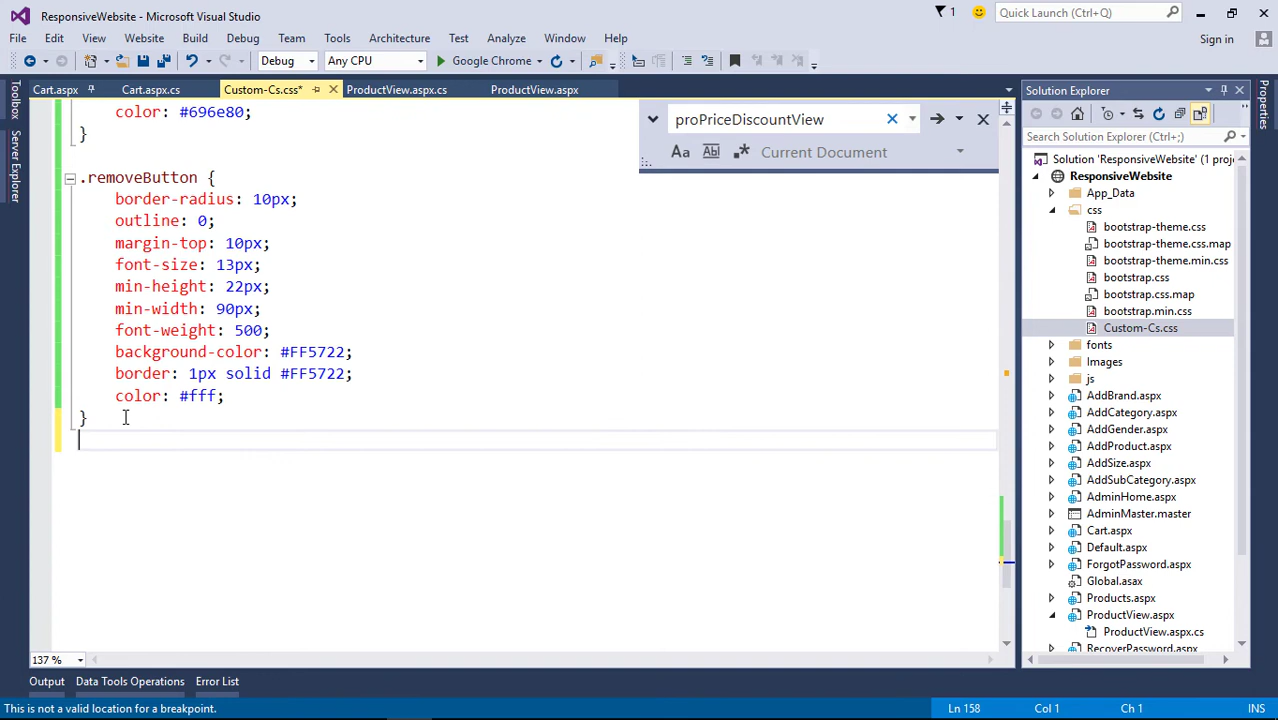 ResponsiveWebsite - Microsoft Visual Studio
1
Quick Launch (Ctrl+Q)
File Edit View Website Build Debug Team Tools Architecture Test Analyze Window Help
Sign in
Debug Any CPU Google Chrome
Cart.aspx Cart.aspx.cs Custom-Cs.css* ProductView.aspx.cs ProductView.aspx
Toolbox
Server Explorer
proPriceDiscountView
Aa Abl .* Current Document
color: #696e80;
}
.removeButton {
border-radius: 10px;
outline: 0;
margin-top: 10px;
font-size: 13px;
min-height: 22px;
min-width: 90px;
font-weight: 500;
background-color: #FF5722;
border: 1px solid #FF5722;
color: #fff;
}
137 %
Solution Explorer
Search Solution Explorer (Ctrl+;)
Solution 'ResponsiveWebsite' (1 proj
ResponsiveWebsite
App_Data
css
bootstrap-theme.css
bootstrap-theme.css.map
bootstrap-theme.min.css
bootstrap.css
bootstrap.css.map
bootstrap.min.css
Custom-Cs.css
fonts
Images
js
AddBrand.aspx
AddCategory.aspx
AddGender.aspx
AddProduct.aspx
AddSize.aspx
AddSubCategory.aspx
AdminHome.aspx
AdminMaster.master
Cart.aspx
Default.aspx
ForgotPassword.aspx
Global.asax
Products.aspx
ProductView.aspx
ProductView.aspx.cs
RecoverPassword.aspx
Properties
Output Data Tools Operations Error List
This is not a valid location for a breakpoint. Ln 158 Col 1 Ch 1 INS